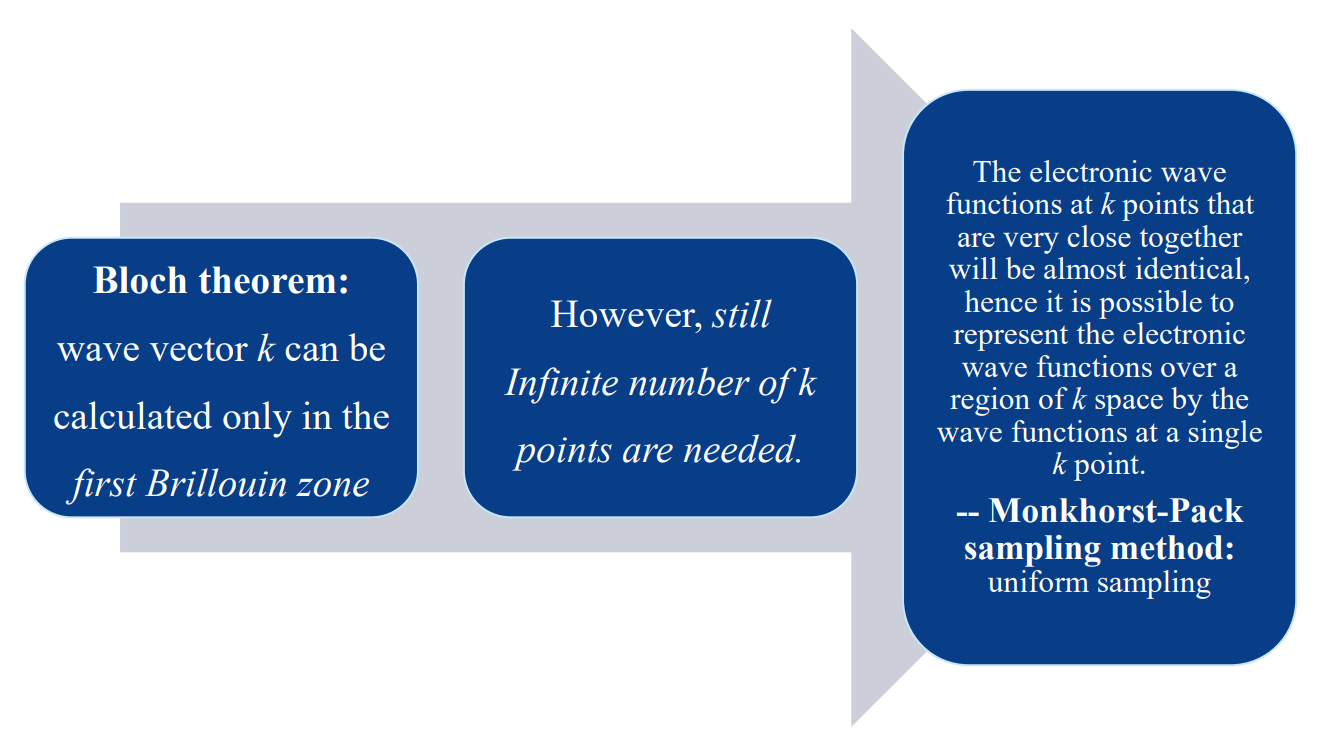 Bloch theorem:
wave vector k can be
calculated only in the
first Brillouin zone
However, still
Infinite number of k
points are needed.
The electronic wave
functions at k points that
are very close together
will be almost identical,
hence it is possible to
represent the electronic
wave functions over a
region of k space by the
wave functions at a single
k point.
-- Monkhorst-Pack
sampling method:
uniform sampling